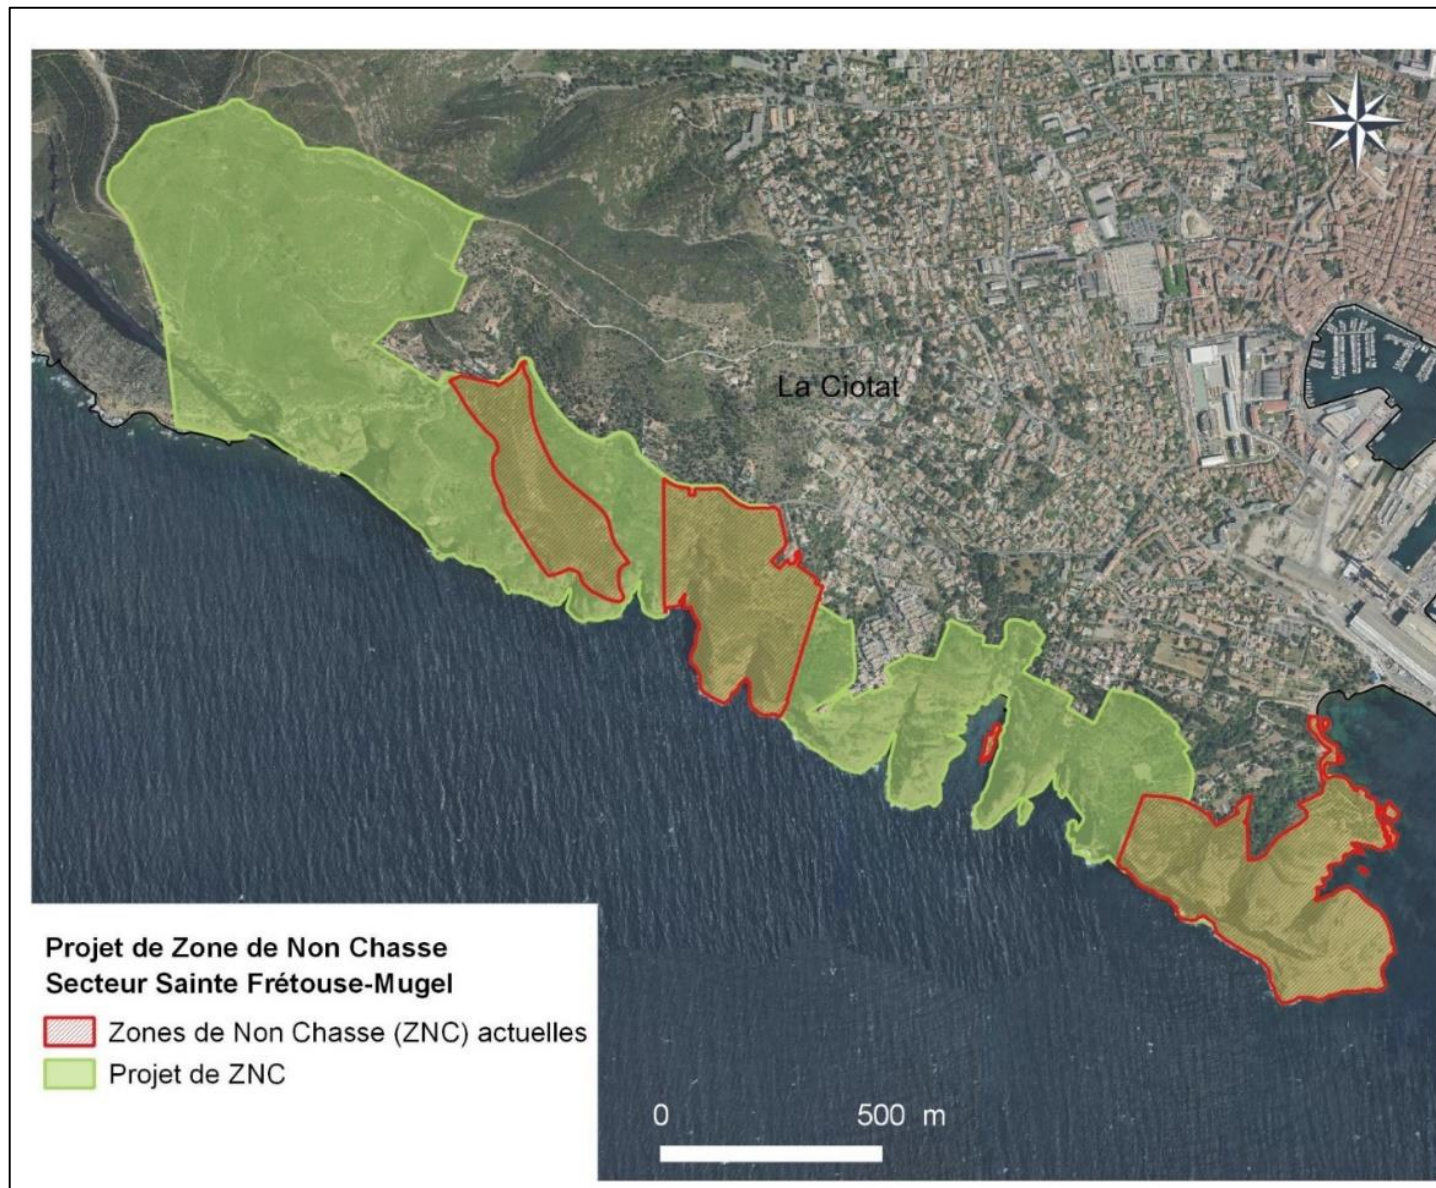 La Ciotat
Projet de Zone de Non Chasse
Secteur Sainte Frétouse-Mugel
Zones de Non Chasse (ZNC) actuelles
Projet de ZNC
0 500 m